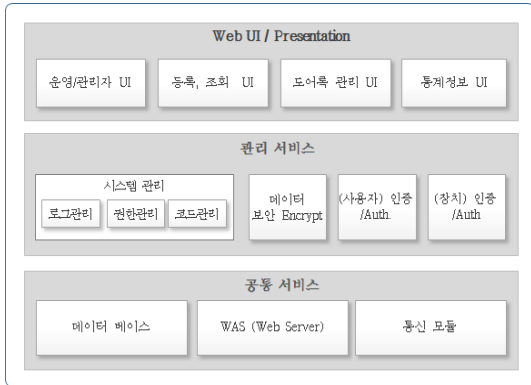 Web UI / Presentation
운영/관리자 UI
등록, 조회 UI
도어록 관리 UI
통계정보 UI
관리 서비스
시스템 관리
로그관리
권한관리
코드관리
데이터
보안 Encrypt
(사용자) 인증
/Auth.
(장치) 인증
/Auth
공통 서비스
데이터 베이스
WAS (Web Server)
통신 모듈